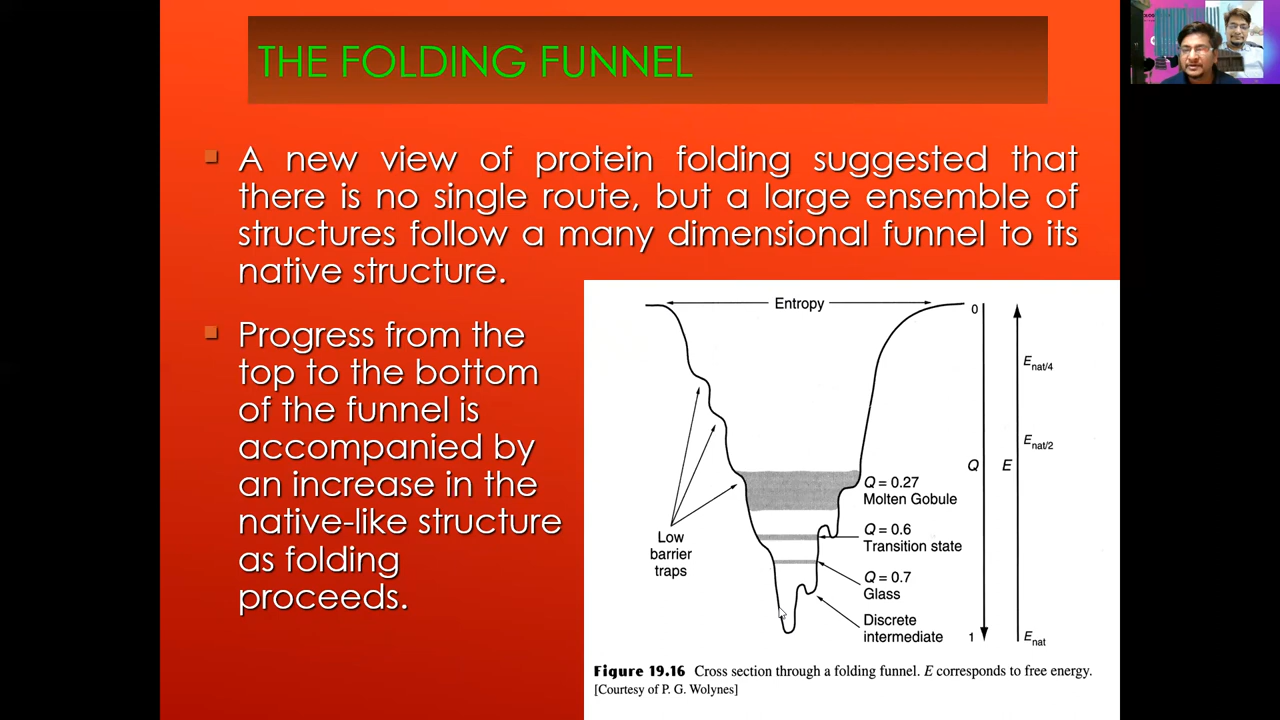 THE FOLDING FUNNEL
▪ A new view of protein folding suggested that
there is no single route, but a large ensemble of
structures follow a many dimensional funnel to its
native structure.
▪ Progress from the
top to the bottom
of the funnel is
accompanied by
an increase in the
native-like structure
as folding
proceeds.
Entropy
0
E nat/4
E nat/2
Q
E
Q = 0.27
Molten Gobule
Q = 0.6
Transition state
Q = 0.7
Glass
Low
barrier
traps
Discrete
intermediate
1
E nat
Figure 19.16 Cross section through a folding funnel. E corresponds to free energy.
[Courtesy of P. G. Wolynes]